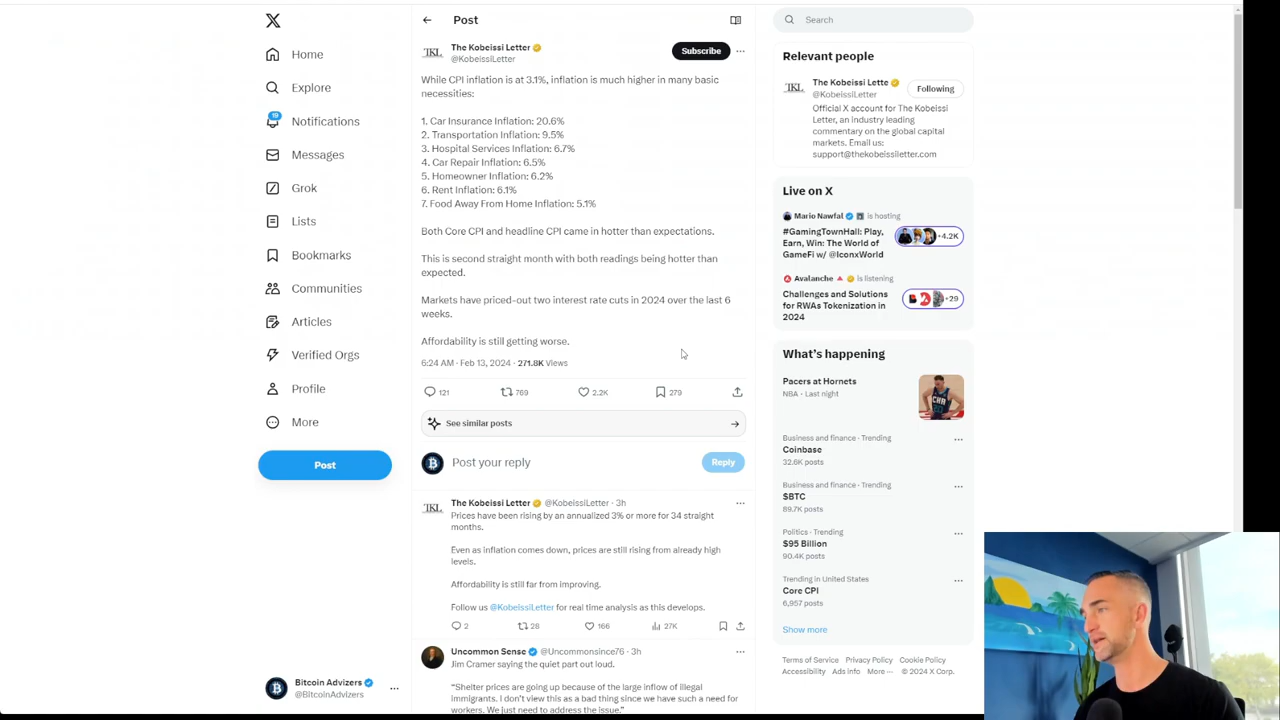 Post
Search
Home
Explore
19
Notifications
Messages
Grok
Lists
Bookmarks
Communities
Articles
Verified Orgs
Profile
More
Post
Bitcoin Advizers
@BitcoinAdvizers
TKL
The Kobeissi Letter
@KobeissiLetter
Subscribe
While CPI inflation is at 3.1%, inflation is much higher in many basic
necessities:
1. Car Insurance Inflation: 20.6%
2. Transportation Inflation: 9.5%
3. Hospital Services Inflation: 6.7%
4. Car Repair Inflation: 6.5%
5. Homeowner Inflation: 6.2%
6. Rent Inflation: 6.1%
7. Food Away From Home Inflation: 5.1%
Both Core CPI and headline CPI came in hotter than expectations.
This is second straight month with both readings being hotter than
expected.
Markets have priced-out two interest rate cuts in 2024 over the last 6
weeks.
Affordability is still getting worse.
6:24 AM · Feb 13, 2024 · 271.8K Views
121 769 2.2K 279
See similar posts
Post your reply
Reply
TKL
The Kobeissi Letter @KobeissiLetter · 3h
Prices have been rising by an annualized 3% or more for 34 straight
months.
Even as inflation comes down, prices are still rising from already high
levels.
Affordability is still far from improving.
Follow us @KobeissiLetter for real time analysis as this develops.
2 28 166 27K
Uncommon Sense @Uncommonsince76 · 3h
Jim Cramer saying the quiet part out loud.
“Shelter prices are going up because of the large inflow of illegal
immigrants. I don't view this as a bad thing since we have such a need for
workers. We just need to address the issue.”
Relevant people
TKL
The Kobeissi Lette
@KobeissiLetter
Following
Official X account for The Kobeissi
Letter, an industry leading
commentary on the global capital
markets. Email us:
support@thekobeissiletter.com
Live on X
Mario Nawfal is hosting
#GamingTownHall: Play,
Earn, Win: The World of
GameFi w/ @IconxWorld
+4.2K
Avalanche is listening
Challenges and Solutions
for RWAs Tokenization in
2024
+29
What's happening
Pacers at Hornets
NBA · Last night
Business and finance · Trending
Coinbase
32.6K posts
Business and finance · Trending
$BTC
89.7K posts
Politics · Trending
$95 Billion
90.4K posts
Trending in United States
Core CPI
6,957 posts
Show more
Terms of Service Privacy Policy Cookie Policy
Accessibility Ads info More ··· © 2024 X Corp.